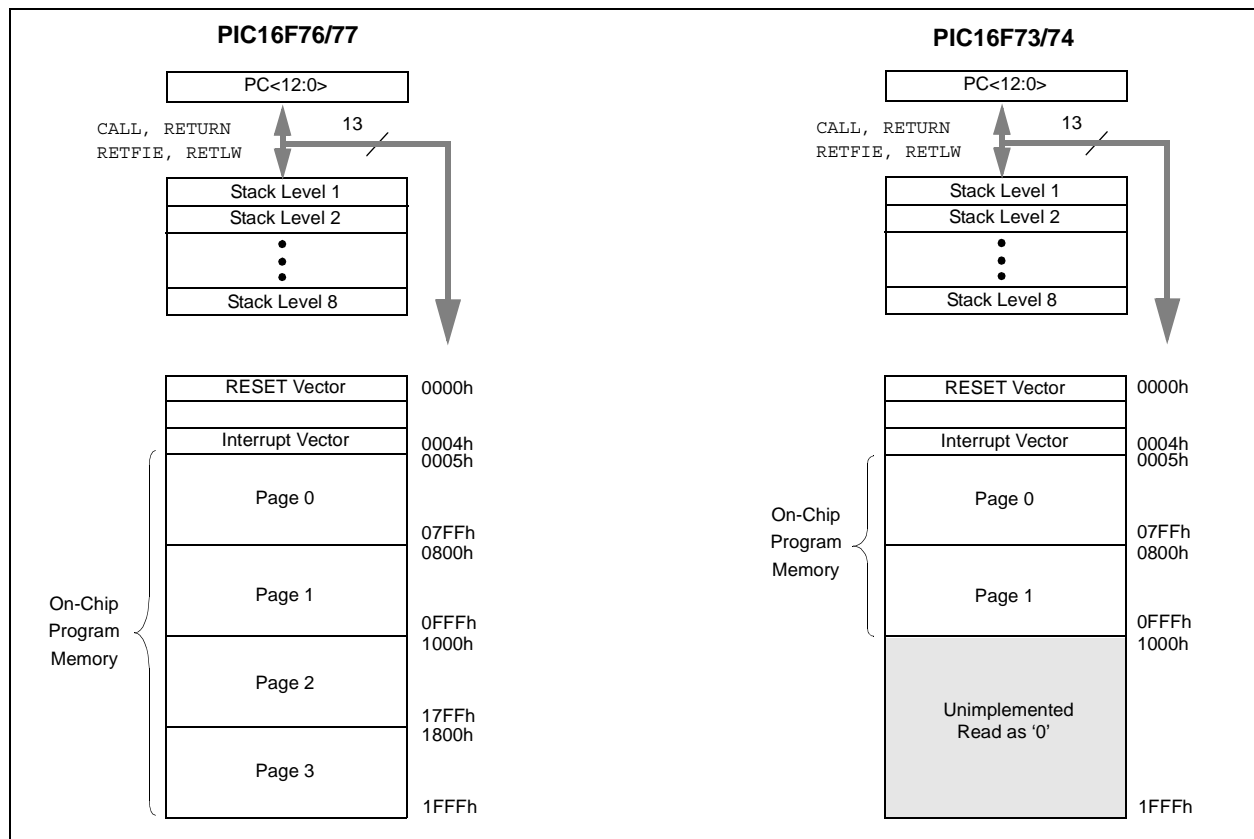 PIC16F76/77
PC<12:0>
CALL, RETURN
RETFIE, RETLW
13
Stack Level 1
Stack Level 2
Stack Level 8
RESET Vector
0000h
Interrupt Vector
0004h
0005h
Page 0
07FFh
0800h
Page 1
0FFFh
1000h
Page 2
17FFh
1800h
Page 3
1FFFh
On-Chip
Program
Memory
PIC16F73/74
PC<12:0>
CALL, RETURN
RETFIE, RETLW
13
Stack Level 1
Stack Level 2
Stack Level 8
RESET Vector
0000h
Interrupt Vector
0004h
0005h
Page 0
07FFh
0800h
Page 1
0FFFh
1000h
On-Chip
Program
Memory
Unimplemented
Read as ‘0’
1FFFh